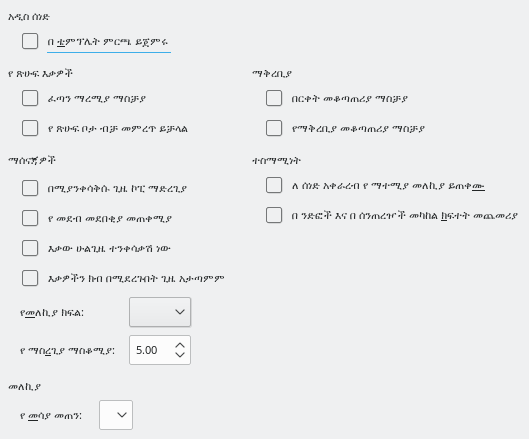 አዲስ ሰነድ
በ ቴምፕሌት ምርጫ ይጀምሩ
የ ጽሁፍ እቃዎች
ፈጣን ማረሚያ ማስቻያ
የ ጽሁፍ ቦታ ብቻ መምረጥ ይቻላል
ማቅረቢያ
በርቀት መቆጣጠሪያ ማስቻያ
የማቅረቢያ መቆጣጠሪያ ማስቻያ
ማሰናጃዎች
በሚያንቀሳቅሱ ጊዜ ኮፒ ማድረጊያ
የ መደብ መደበቂያ መጠቀሚያ
እቃው ሁልጊዜ ተንቀሳቃሽ ነው
እቃዎችን ክብ በሚደረግበት ጊዜ አታጣምም
የመለኪያ ክፍል:
የ ማስረጊያ ማስቆሚያ: 5.00
ተስማሚነት
ለ ሰነድ አቀራረብ የ ማተሚያ መለኪያ ይጠቀሙ
በ ንድፎች እና በ ሰንጠረዦች መካከል ክፍተት መጨመሪያ
መለኪያ
የ መሳያ መጠን: